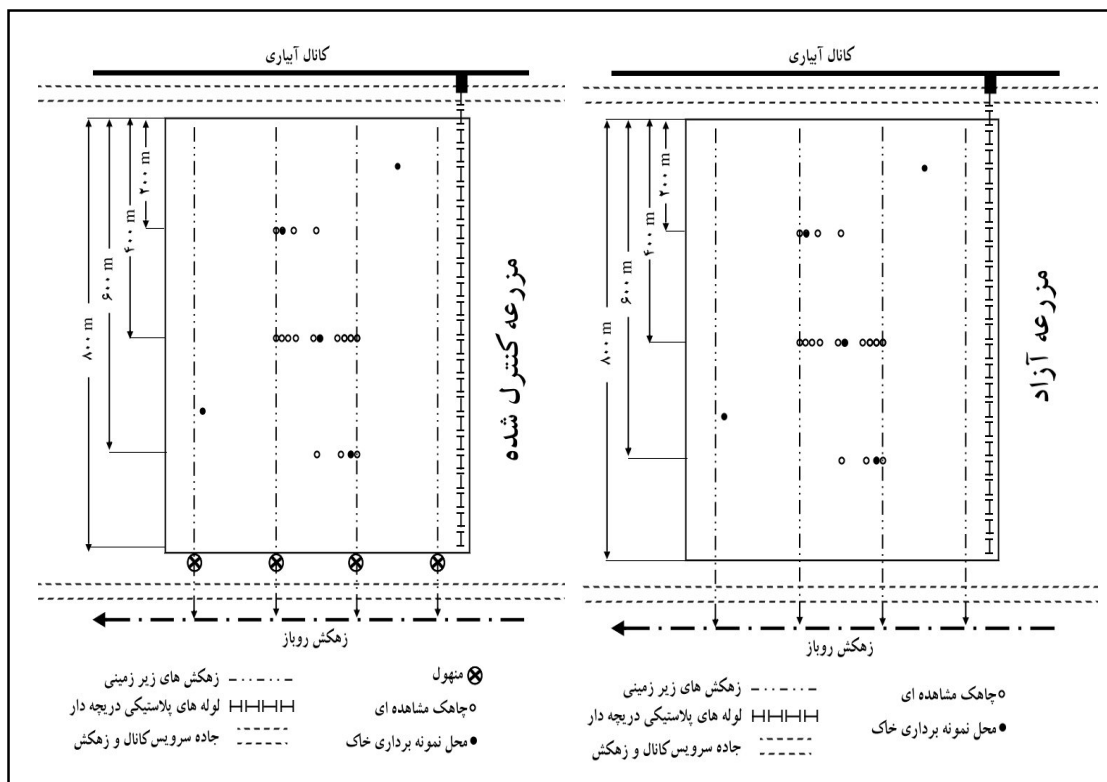 کانال آبیاری
۲۰۰ m
۴۰۰ m
۶۰۰ m
۸۰۰ m
مزرعه کنترل شده
زهکش روباز
زهکش های زیر زمینی
لوله های پلاستیکی دریچه دار
جاده سرویس کانال و زهکش
منهول
چاهک مشاهده ای
محل نمونه برداری خاک
کانال آبیاری
۲۰۰ m
۴۰۰ m
۶۰۰ m
۸۰۰ m
مزرعه آزاد
زهکش روباز
زهکش های زیر زمینی
لوله های پلاستیکی دریچه دار
جاده سرویس کانال و زهکش
چاهک مشاهده ای
محل نمونه برداری خاک